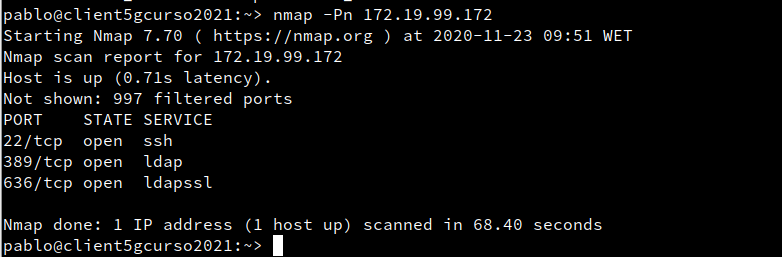 pablo@client5gcurso2021:~> nmap -Pn 172.19.99.172
Starting Nmap 7.70 ( https://nmap.org ) at 2020-11-23 09:51 WET
Nmap scan report for 172.19.99.172
Host is up (0.71s latency).
Not shown: 997 filtered ports
PORT    STATE SERVICE
22/tcp  open  ssh
389/tcp open  ldap
636/tcp open  ldapssl
Nmap done: 1 IP address (1 host up) scanned in 68.40 seconds
pablo@client5gcurso2021:~>